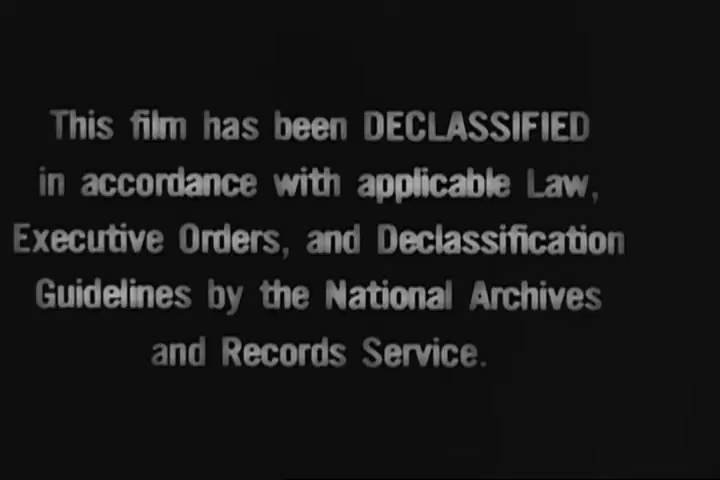 This film has been DECLASSIFIED
in accordance with applicable Law,
Executive Orders, and Declassification
Guidelines by the National Archives
and Records Service.